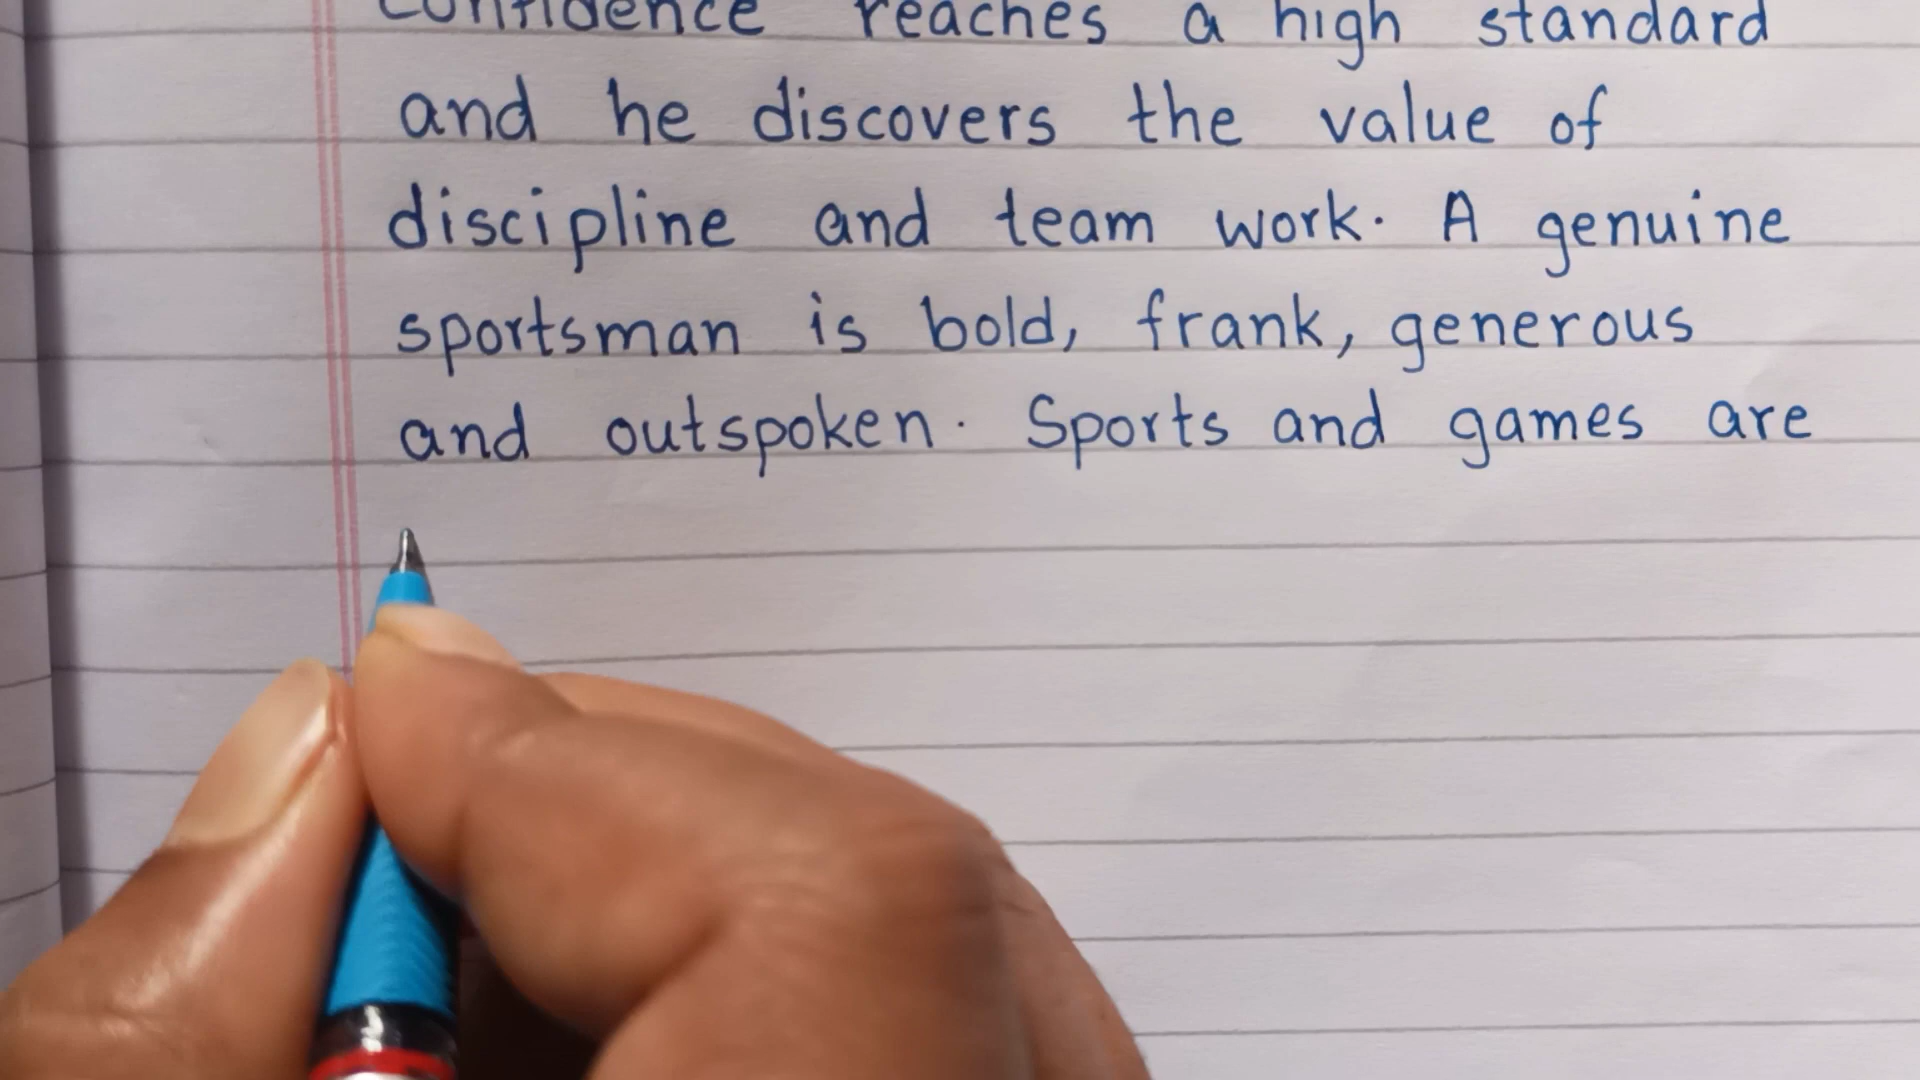 confidence reaches a high standard
and he discovers the value of
discipline and team work. A genuine
sportsman is bold, frank, generous
and outspoken. Sports and games are